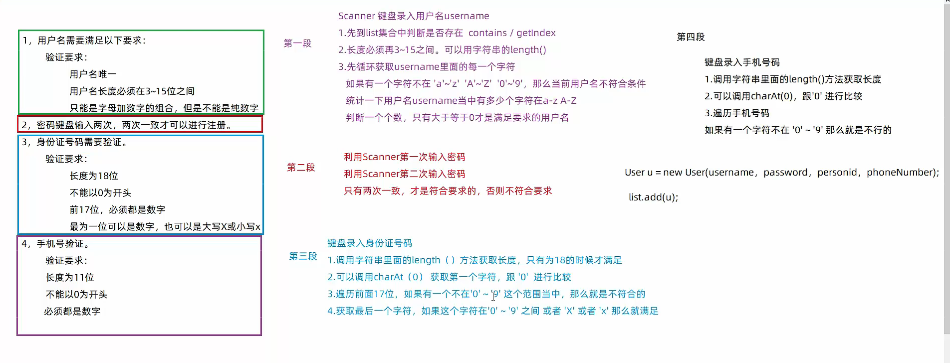 1，用户名需要满足以下要求：
验证要求：
用户名唯一
用户名长度必须在3~15位之间
只能是字母加数字的组合，但是不能是纯数字
2，密码键盘输入两次，两次一致才可以进行注册。
3，身份证号码需要验证。
验证要求：
长度为18位
不能以0为开头
前17位，必须都是数字
最为一位可以是数字，也可以是大写X或小写x
4，手机号验证。
验证要求：
长度为11位
不能以0为开头
必须都是数字
第一段
Scanner 键盘录入用户名username
1.先到list集合中判断是否存在 contains / getIndex
2.长度必须再3~15之间。可以用字符串的length()
3.先循环获取username里面的每一个字符
如果有一个字符不在 'a'~'z' 'A'~'Z' '0'~'9'，那么当前用户名不符合条件
统计一下用户名username当中有多少个字符在a-z A-Z
判断一个个数，只有大于等于0才是满足要求的用户名
第二段
利用Scanner第一次输入密码
利用Scanner第二次输入密码
只有两次一致，才是符合要求的，否则不符合要求
第三段
键盘录入身份证号码
1.调用字符串里面的length（）方法获取长度，只有为18的时候才满足
2.可以调用charAt（0） 获取第一个字符，跟 '0' 进行比较
3.遍历前面17位，如果有一个不在'0' ~ '9' 这个范围当中，那么就是不符合的
4.获取最后一个字符，如果这个字符在'0' ~ '9' 之间 或者 'X' 或者 'x' 那么就满足
第四段
键盘录入手机号码
1.调用字符串里面的length()方法获取长度
2.可以调用charAt(0)，跟'0' 进行比较
3.遍历手机号
如果有一个字符不在 '0' ~ '9' 那么就是不行的
User u = new User(username，password，personid，phoneNumber);
list.add(u);